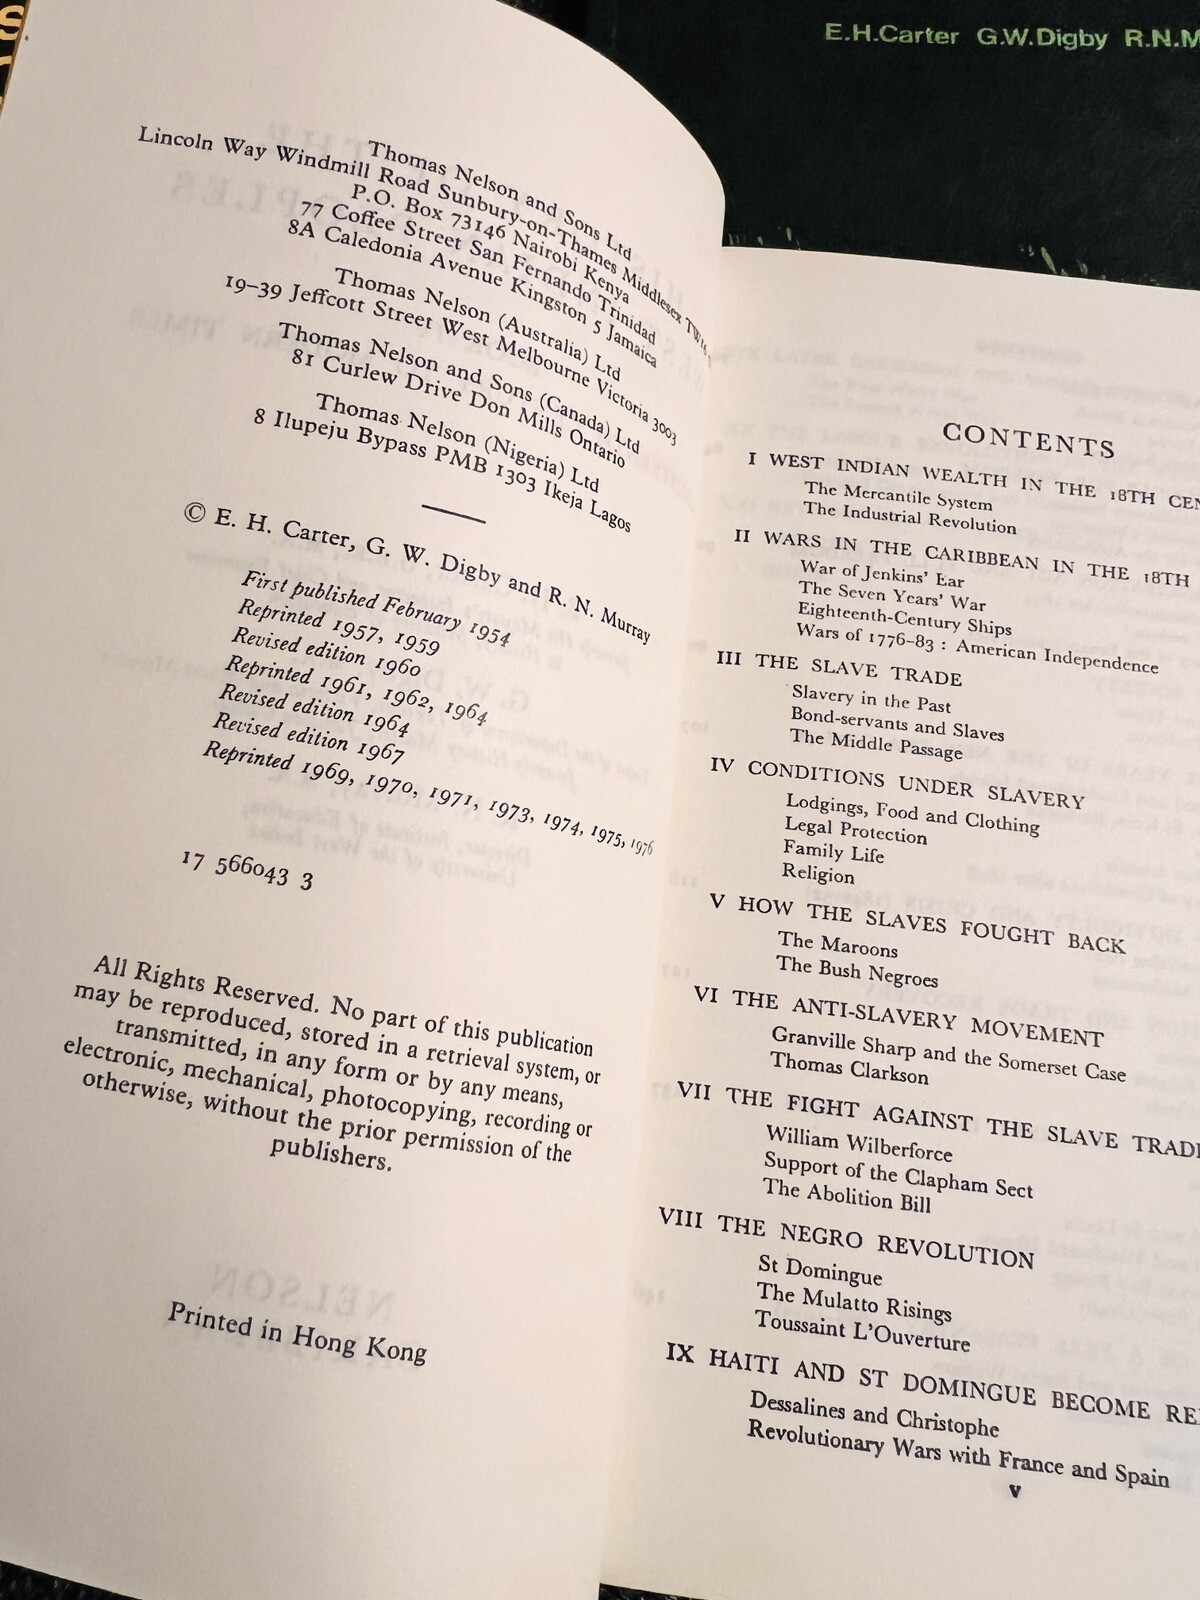 E.H.Carter G.W.Digby R.N.M
Thomas Nelson and Sons Ltd
Lincoln Way Windmill Road Sunbury-on-Thames Middlesex TW16
P.O. Box 73146 Nairobi Kenya
77 Coffee Street San Fernando Trinidad
8A Caledonia Avenue Kingston 5 Jamaica
Thomas Nelson (Australia) Ltd
19–39 Jeffcott Street West Melbourne Victoria 3003
Thomas Nelson and Sons (Canada) Ltd
81 Curlew Drive Don Mills Ontario
Thomas Nelson (Nigeria) Ltd
8 Ilupeju Bypass PMB 1303 Ikeja Lagos
© E. H. Carter, G. W. Digby and R. N. Murray
First published February 1954
Reprinted 1957, 1959
Revised edition 1960
Reprinted 1961, 1962, 1964
Revised edition 1964
Revised edition 1967
Reprinted 1969, 1970, 1971, 1973, 1974, 1975, 1976
17 566043 3
All Rights Reserved. No part of this publication
may be reproduced, stored in a retrieval system, or
transmitted, in any form or by any means,
electronic, mechanical, photocopying, recording or
otherwise, without the prior permission of the
publishers.
Printed in Hong Kong
CONTENTS
I WEST INDIAN WEALTH IN THE 18TH CEN
The Mercantile System
The Industrial Revolution
II WARS IN THE CARIBBEAN IN THE 18TH
War of Jenkins' Ear
The Seven Years' War
Eighteenth-Century Ships
Wars of 1776-83 : American Independence
III THE SLAVE TRADE
Slavery in the Past
Bond-servants and Slaves
The Middle Passage
IV CONDITIONS UNDER SLAVERY
Lodgings, Food and Clothing
Legal Protection
Family Life
Religion
V HOW THE SLAVES FOUGHT BACK
The Maroons
The Bush Negroes
VI THE ANTI-SLAVERY MOVEMENT
Granville Sharp and the Somerset Case
Thomas Clarkson
VII THE FIGHT AGAINST THE SLAVE TRADE
William Wilberforce
Support of the Clapham Sect
The Abolition Bill
VIII THE NEGRO REVOLUTION
St Domingue
The Mulatto Risings
Toussaint L'Ouverture
IX HAITI AND ST DOMINGUE BECOME RE
Dessalines and Christophe
Revolutionary Wars with France and Spain
v